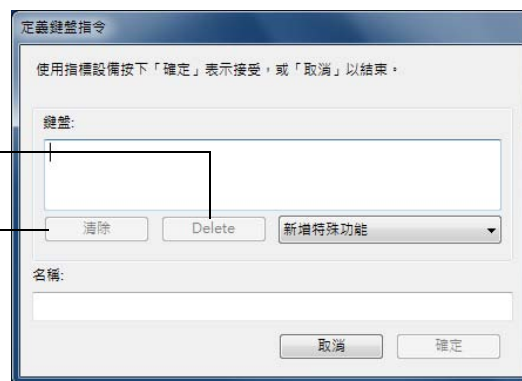 定義鍵盤指令
使用指標設備按下「確定」表示接受，或「取消」以結束。
鍵盤:
清除 Delete 新增特殊功能
名稱:
取消 確定